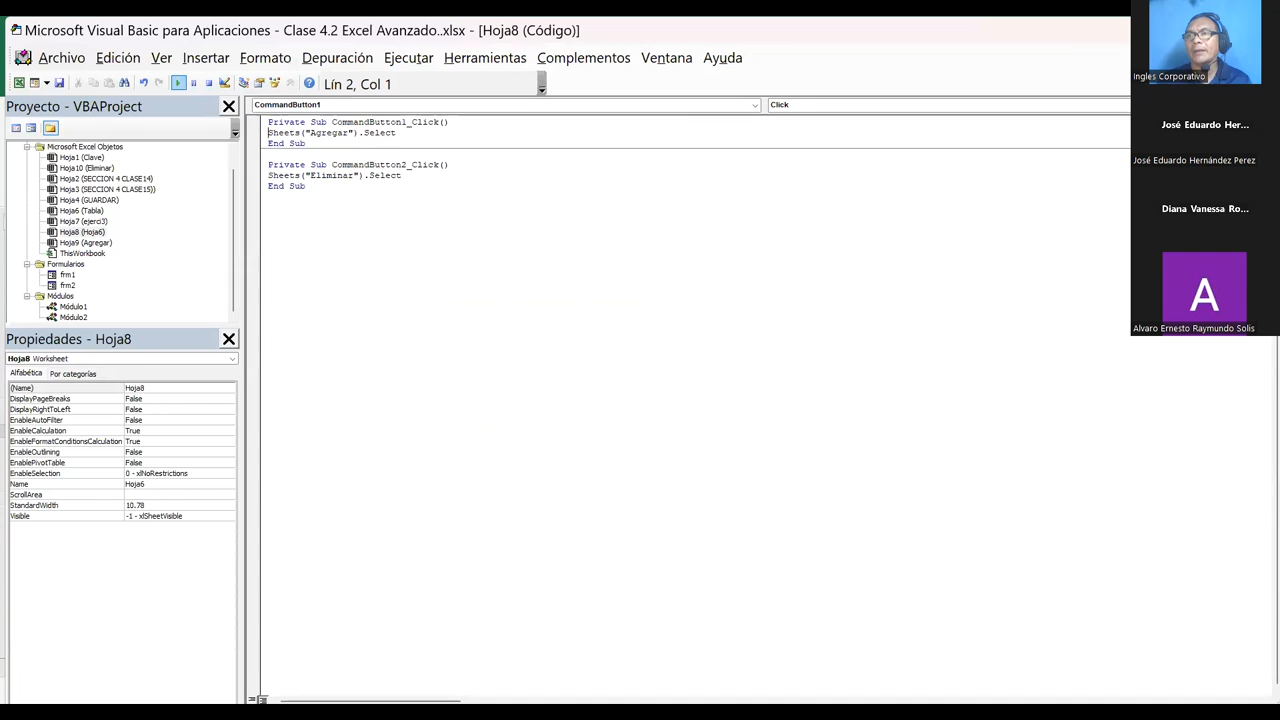 Microsoft Visual Basic para Aplicaciones - Clase 4.2 Excel Avanzado..xlsx - [Hoja8 (Código)]
Archivo Edición Ver Insertar Formato Depuración Ejecutar Herramientas Complementos Ventana Ayuda
Lín 2, Col 1
Proyecto - VBAProject
Microsoft Excel Objetos
Hoja1 (Clave)
Hoja10 (Eliminar)
Hoja2 (SECCION 4 CLASE14)
Hoja3 (SECCION 4 CLASE15))
Hoja4 (GUARDAR)
Hoja6 (Tabla)
Hoja7 (ejerci3)
Hoja8 (Hoja6)
Hoja9 (Agregar)
ThisWorkbook
Formularios
frm1
frm2
Módulos
Módulo1
Módulo2
Propiedades - Hoja8
Hoja8 Worksheet
Alfabética Por categorías
(Name) Hoja8
DisplayPageBreaks False
DisplayRightToLeft False
EnableAutoFilter False
EnableCalculation True
EnableFormatConditionsCalculation True
EnableOutlining False
EnablePivotTable False
EnableSelection 0 - xlNoRestrictions
Name Hoja6
ScrollArea
StandardWidth 10.78
Visible -1 - xlSheetVisible
CommandButton1 Click
Private Sub CommandButton1_Click()
Sheets("Agregar").Select
End Sub
Private Sub CommandButton2_Click()
Sheets("Eliminar").Select
End Sub
Ingles Corporativo
José Eduardo Her...
José Eduardo Hernández Perez
Diana Vanessa Ro...
A
Alvaro Ernesto Raymundo Solis